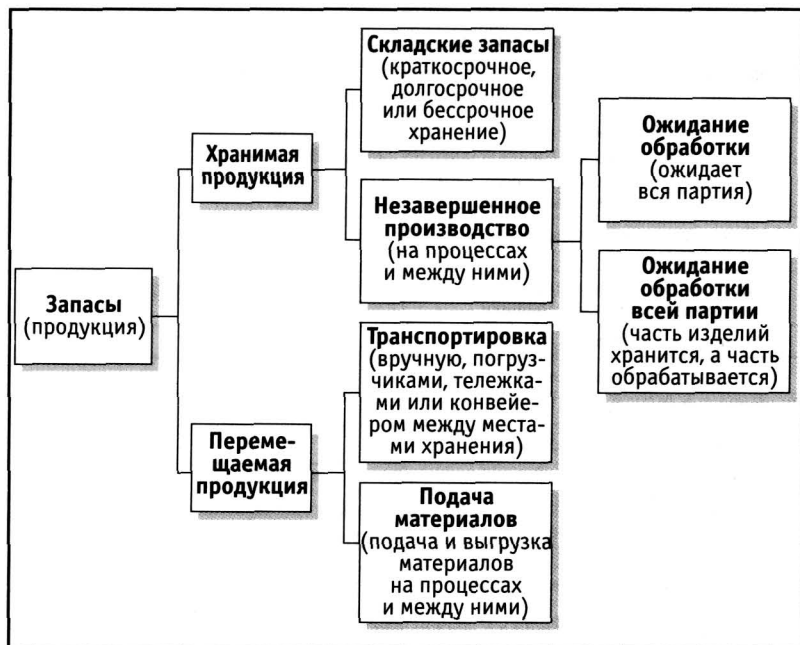 Складские запасы
(краткосрочное,
долгосрочное
или бессрочное
хранение)
Хранимая
продукция
Ожидание
обработки
(ожидает
вся партия)
Незавершенное
производство
(на процессах
и между ними)
Ожидание
обработки
всей партии
(часть изделий
хранится, а часть
обрабатывается)
Запасы
(продукция)
Транспортировка
(вручную, погруз-
чиками, тележка-
ми или конвейе-
ром между места-
ми хранения)
Переме-
щаемая
продукция
Подача
материалов
(подача и выгрузка
материалов
на процессах
и между ними)